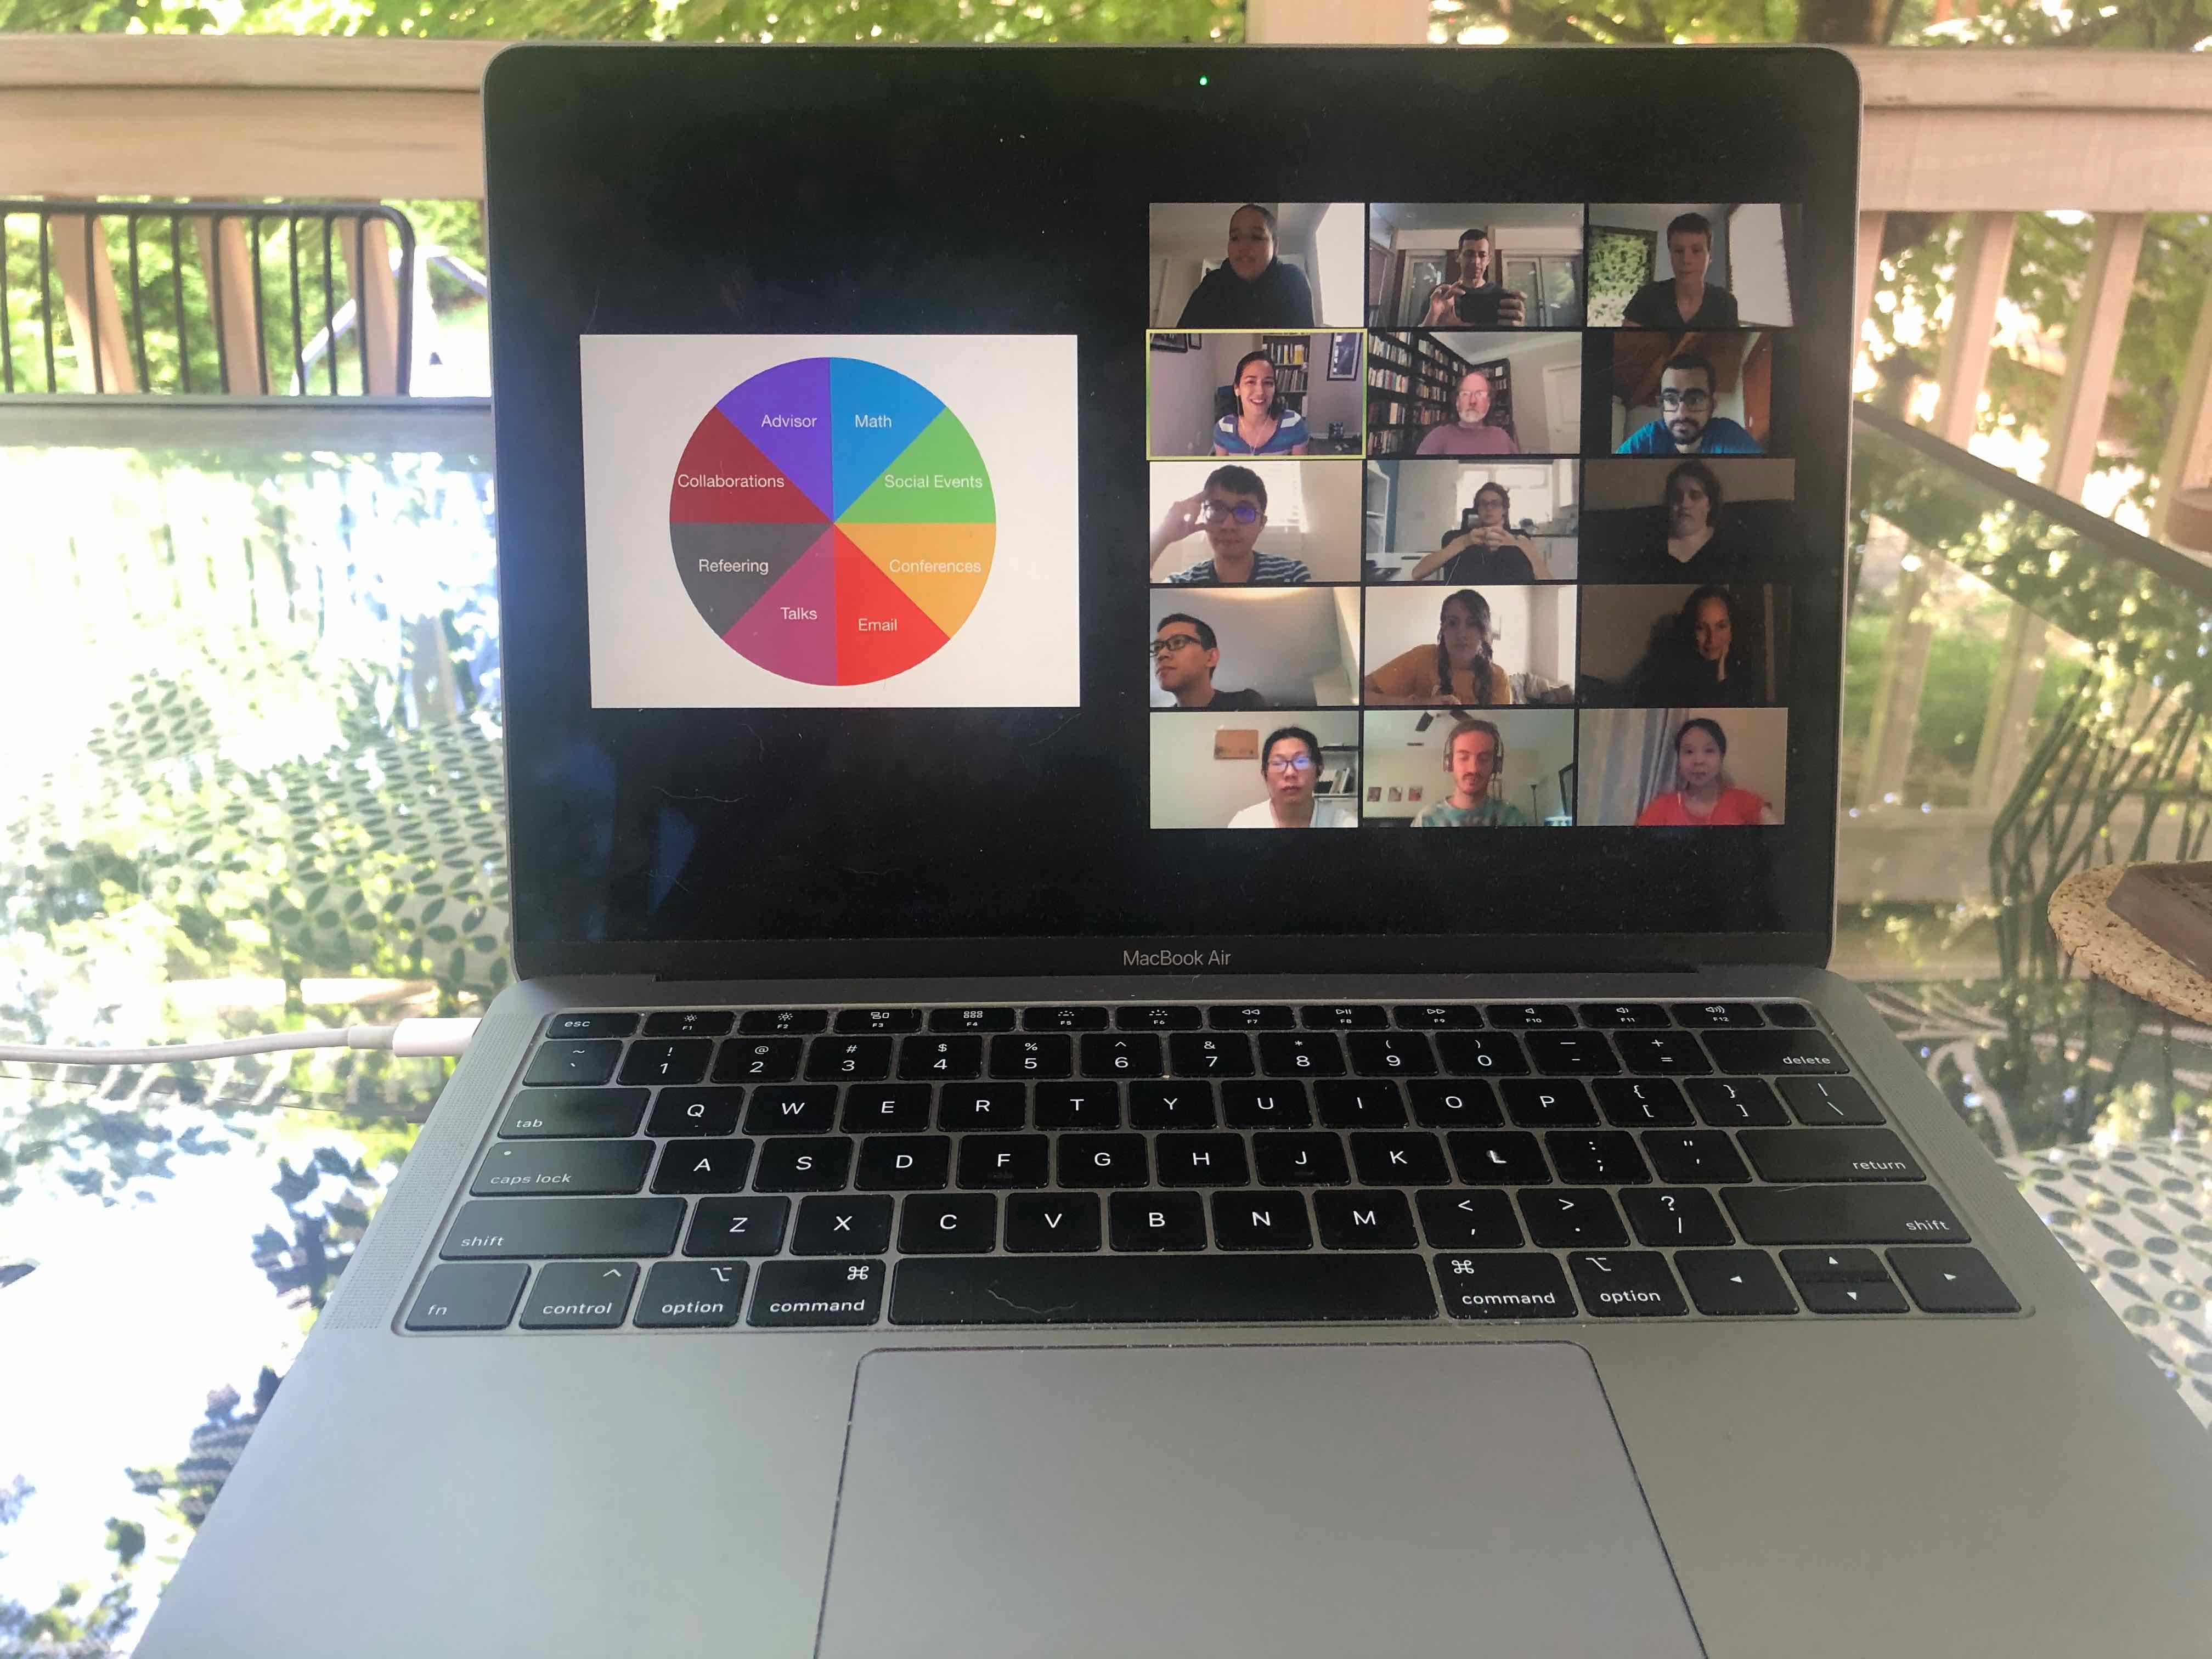 Advisor
Math
Collaborations
Social Events
Refeering
Conferences
Talks
Email
MacBook Air
esc F1 F2 F3 F4 F5 F6 F7 F8 F9 F10 F11 F12
~ ! @ # $ % ^ & * ( ) — +
` 1 2 3 4 5 6 7 8 9 0 - = delete
tab Q W E R T Y U I O P { [ } ] | \
caps lock A S D F G H J K L : ; " ' return
shift Z X C V B N M < , > . ? / shift
fn control option command command option